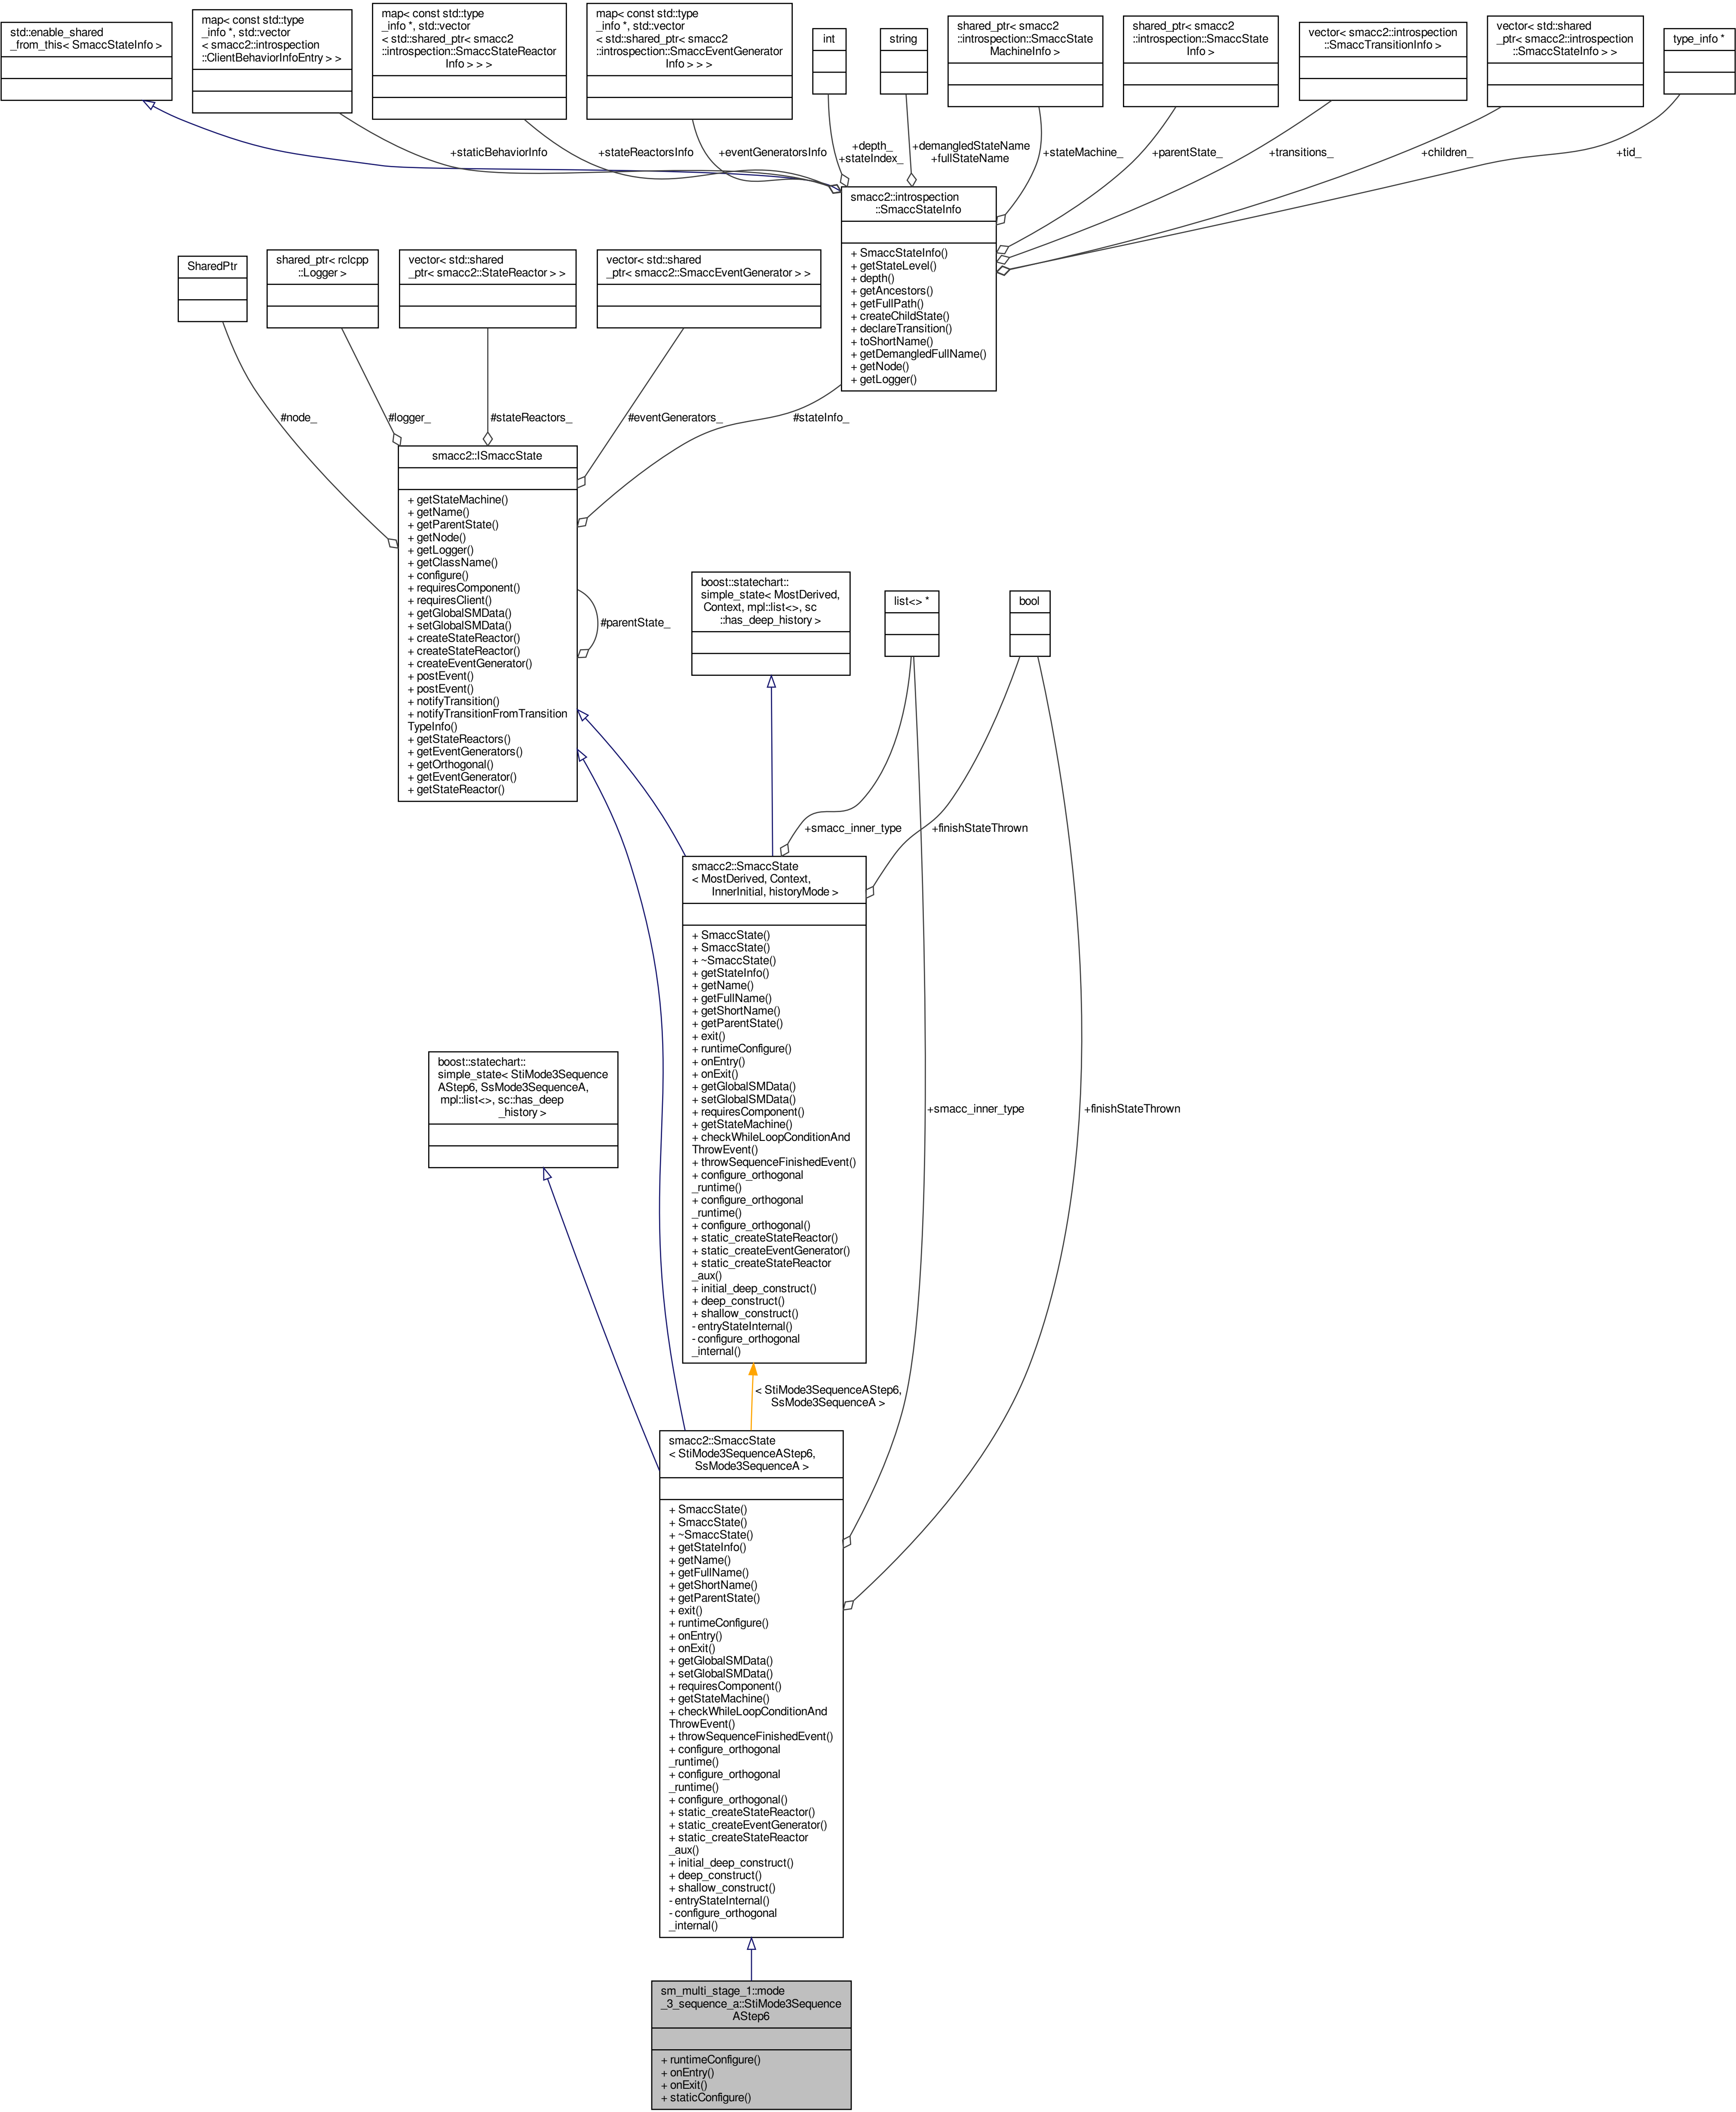 std::enable_shared
_from_this< SmaccStateInfo >
map< const std::type
_info *, std::vector
< smacc2::introspection
::ClientBehaviorInfoEntry > >
map< const std::type
_info *, std::vector
< std::shared_ptr< smacc2
::introspection::SmaccStateReactor
Info > > >
map< const std::type
_info *, std::vector
< std::shared_ptr< smacc2
::introspection::SmaccEventGenerator
Info > > >
int
string
shared_ptr< smacc2
::introspection::SmaccState
MachineInfo >
shared_ptr< smacc2
::introspection::SmaccState
Info >
vector< smacc2::introspection
::SmaccTransitionInfo >
vector< std::shared
_ptr< smacc2::introspection
::SmaccStateInfo > >
type_info *
+staticBehaviorInfo
+stateReactorsInfo
+eventGeneratorsInfo
+depth_
+stateIndex_
+demangledStateName
+fullStateName
+stateMachine_
+parentState_
+transitions_
+children_
+tid_
smacc2::introspection
::SmaccStateInfo
+ SmaccStateInfo()
+ getStateLevel()
+ depth()
+ getAncestors()
+ getFullPath()
+ createChildState()
+ declareTransition()
+ toShortName()
+ getDemangledFullName()
+ getNode()
+ getLogger()
SharedPtr
shared_ptr< rclcpp
::Logger >
vector< std::shared
_ptr< smacc2::StateReactor > >
vector< std::shared
_ptr< smacc2::SmaccEventGenerator > >
#node_
#logger_
#stateReactors_
#eventGenerators_
#stateInfo_
smacc2::ISmaccState
+ getStateMachine()
+ getName()
+ getParentState()
+ getNode()
+ getLogger()
+ getClassName()
+ configure()
+ requiresComponent()
+ requiresClient()
+ getGlobalSMData()
+ setGlobalSMData()
+ createStateReactor()
+ createStateReactor()
+ createEventGenerator()
+ postEvent()
+ postEvent()
+ notifyTransition()
+ notifyTransitionFromTransition
TypeInfo()
+ getStateReactors()
+ getEventGenerators()
+ getOrthogonal()
+ getEventGenerator()
+ getStateReactor()
#parentState_
boost::statechart::
simple_state< MostDerived,
Context, mpl::list<>, sc
::has_deep_history >
list<> *
bool
+smacc_inner_type
+finishStateThrown
smacc2::SmaccState
< MostDerived, Context,
InnerInitial, historyMode >
+ SmaccState()
+ SmaccState()
+ ~SmaccState()
+ getStateInfo()
+ getName()
+ getFullName()
+ getShortName()
+ getParentState()
+ exit()
+ runtimeConfigure()
+ onEntry()
+ onExit()
+ getGlobalSMData()
+ setGlobalSMData()
+ requiresComponent()
+ getStateMachine()
+ checkWhileLoopConditionAnd
ThrowEvent()
+ throwSequenceFinishedEvent()
+ configure_orthogonal
_runtime()
+ configure_orthogonal
_runtime()
+ configure_orthogonal()
+ static_createStateReactor()
+ static_createEventGenerator()
+ static_createStateReactor
_aux()
+ initial_deep_construct()
+ deep_construct()
+ shallow_construct()
- entryStateInternal()
- configure_orthogonal
_internal()
boost::statechart::
simple_state< StiMode3Sequence
AStep6, SsMode3SequenceA,
mpl::list<>, sc::has_deep
_history >
+smacc_inner_type
+finishStateThrown
< StiMode3SequenceAStep6,
SsMode3SequenceA >
smacc2::SmaccState
< StiMode3SequenceAStep6,
SsMode3SequenceA >
+ SmaccState()
+ SmaccState()
+ ~SmaccState()
+ getStateInfo()
+ getName()
+ getFullName()
+ getShortName()
+ getParentState()
+ exit()
+ runtimeConfigure()
+ onEntry()
+ onExit()
+ getGlobalSMData()
+ setGlobalSMData()
+ requiresComponent()
+ getStateMachine()
+ checkWhileLoopConditionAnd
ThrowEvent()
+ throwSequenceFinishedEvent()
+ configure_orthogonal
_runtime()
+ configure_orthogonal
_runtime()
+ configure_orthogonal()
+ static_createStateReactor()
+ static_createEventGenerator()
+ static_createStateReactor
_aux()
+ initial_deep_construct()
+ deep_construct()
+ shallow_construct()
- entryStateInternal()
- configure_orthogonal
_internal()
sm_multi_stage_1::mode
_3_sequence_a::StiMode3Sequence
AStep6
+ runtimeConfigure()
+ onEntry()
+ onExit()
+ staticConfigure()